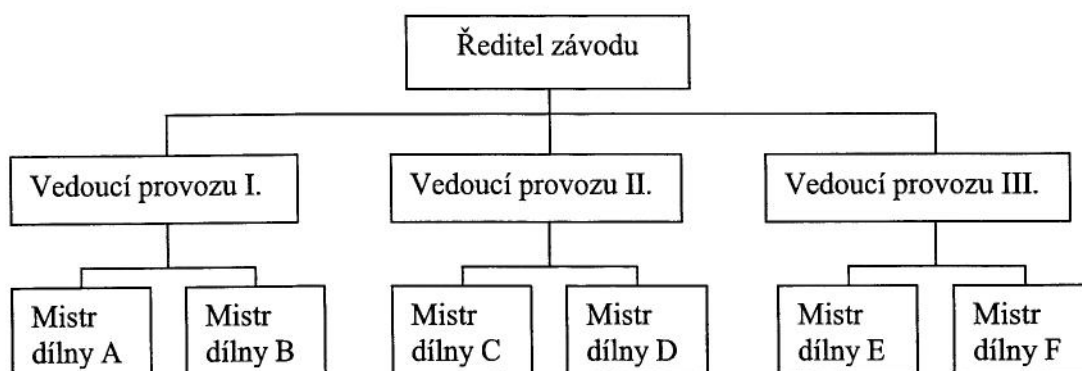 Ředitel závodu
Vedoucí provozu I.
Vedoucí provozu II.
Vedoucí provozu III.
Mistr
dílny A
Mistr
dílny B
Mistr
dílny C
Mistr
dílny D
Mistr
dílny E
Mistr
dílny F